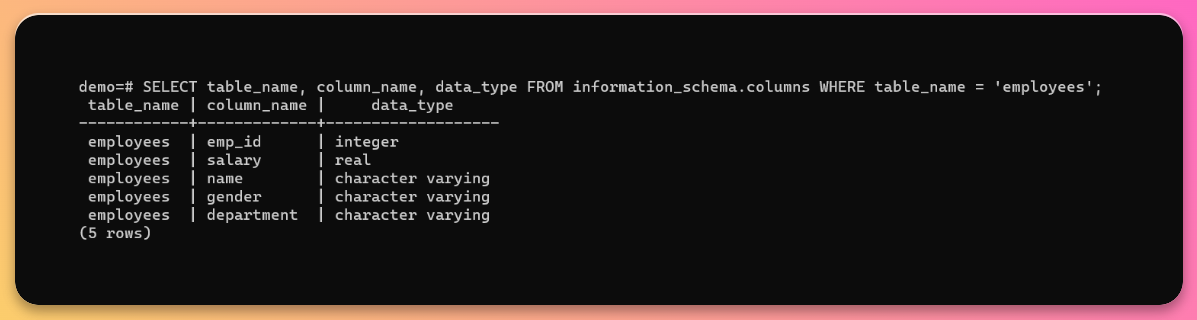 demo=# SELECT table_name, column_name, data_type FROM information_schema.columns WHERE table_name = 'employees';
 table_name | column_name |     data_type
------------+-------------+-------------------
 employees  | emp_id      | integer
 employees  | salary      | real
 employees  | name        | character varying
 employees  | gender      | character varying
 employees  | department  | character varying
(5 rows)